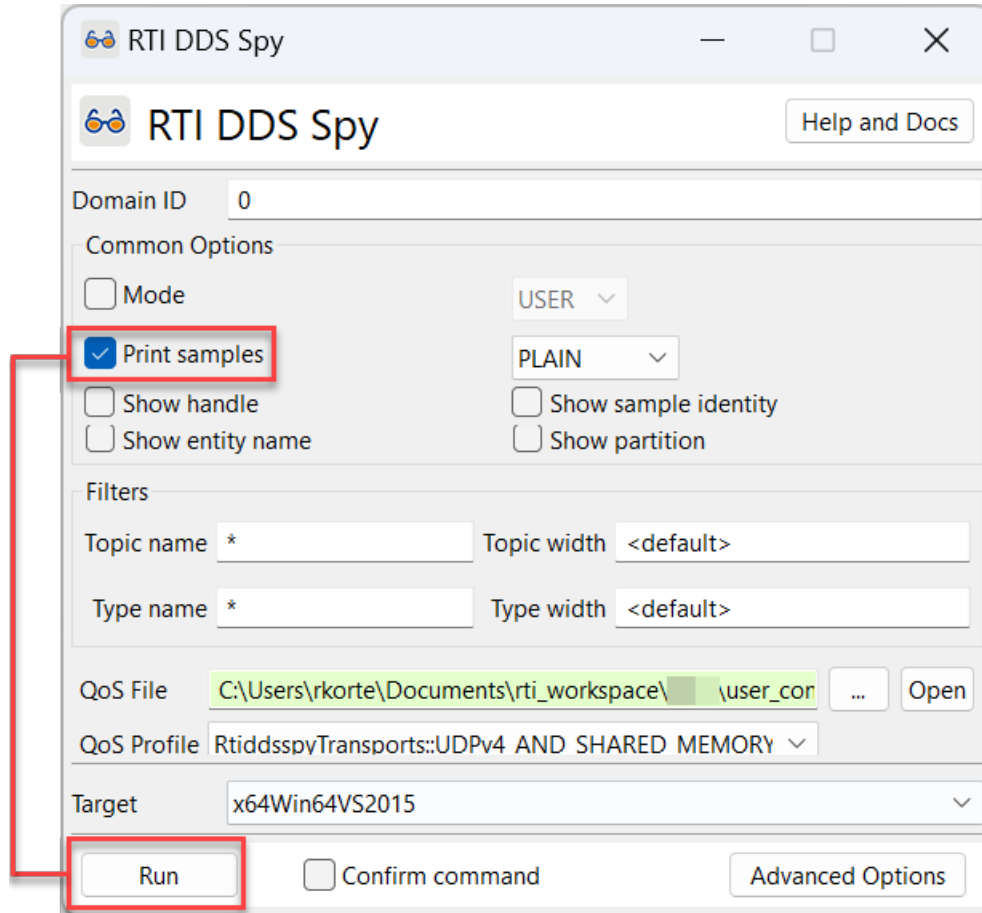 RTI DDS Spy
RTI DDS Spy Help and Docs
Domain ID 0
Common Options
Mode USER
Print samples PLAIN
Show handle Show sample identity
Show entity name Show partition
Filters
Topic name * Topic width <default>
Type name * Type width <default>
QoS File C:\Users\rkorte\Documents\rti_workspace\ \user_con ... Open
QoS Profile RtiddsspyTransports::UDPv4_AND_SHARED_MEMORY
Target x64Win64VS2015
Run Confirm command Advanced Options